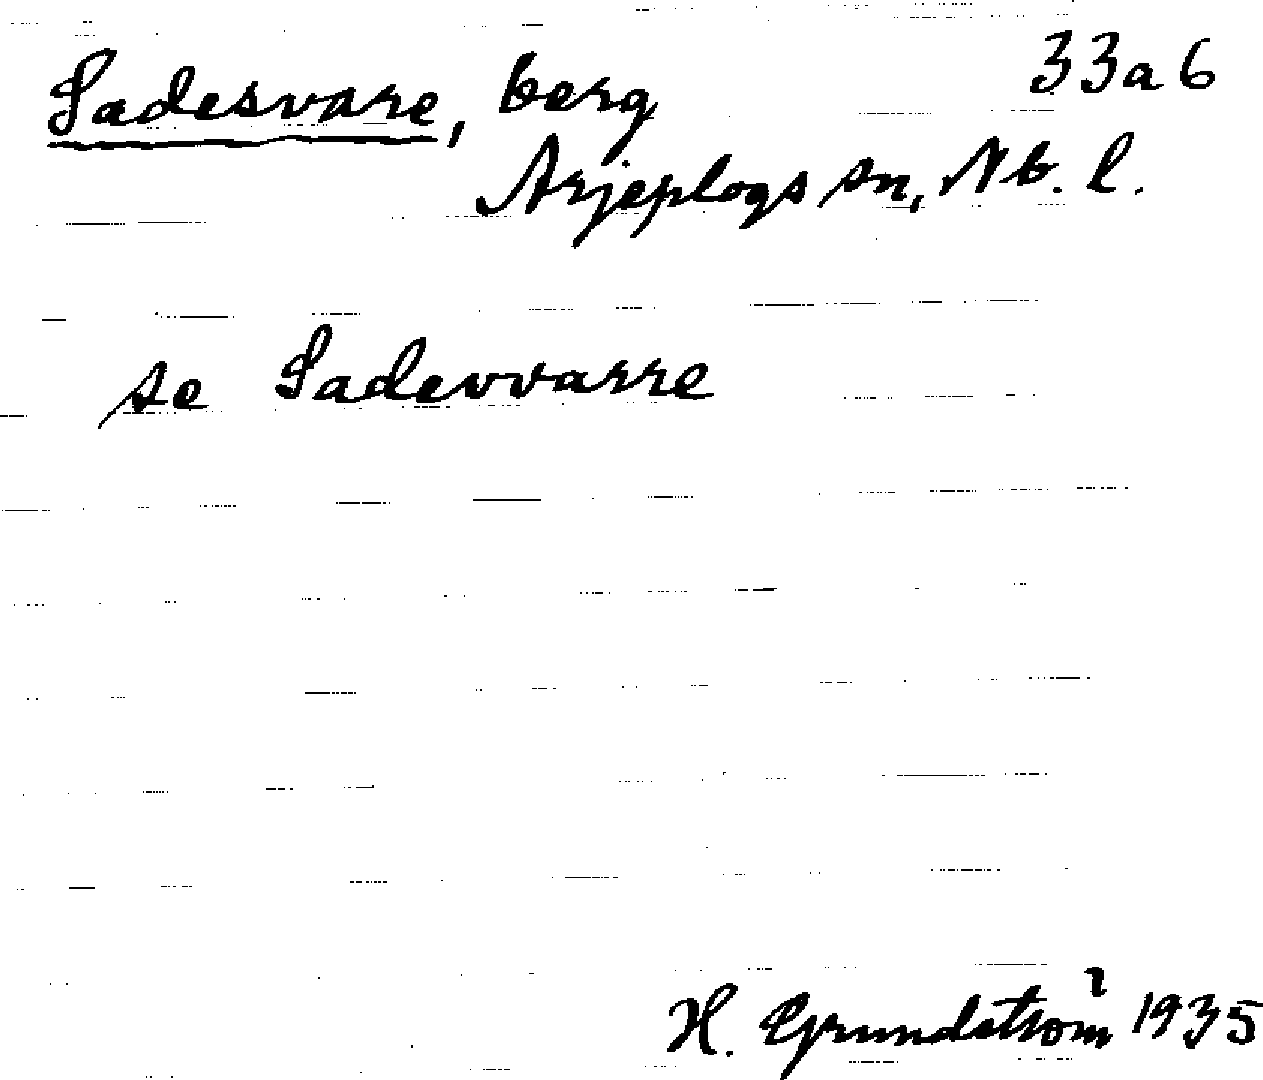 Sadesvare, berg 33a6
Arjeplogs sn, Nb. l.
se Sadevvarre
H. Grundström 1935